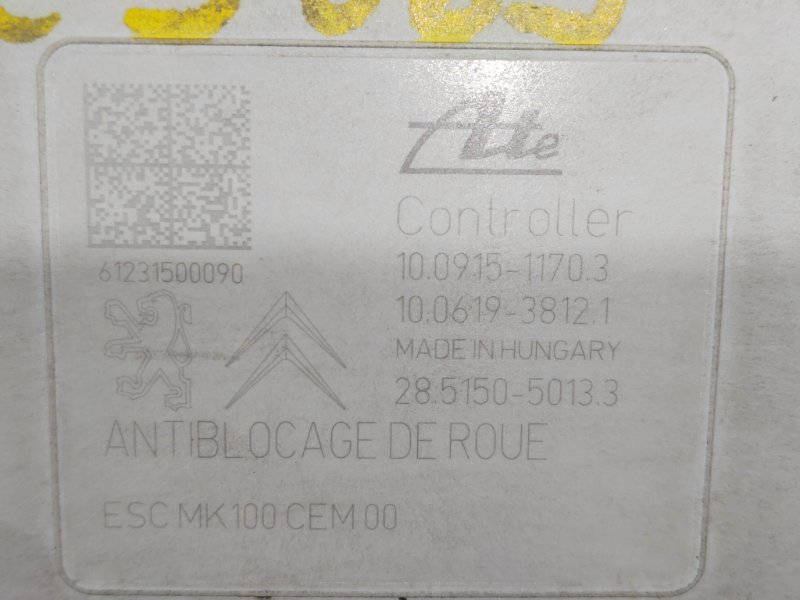 Ate
Controller
10.0915-1170.3
61231500090
10.0619-3812.1
MADE IN HUNGARY
28.5150-5013.3
ANTIBLOCAGE DE ROUE
ESC MK100 CEM 00